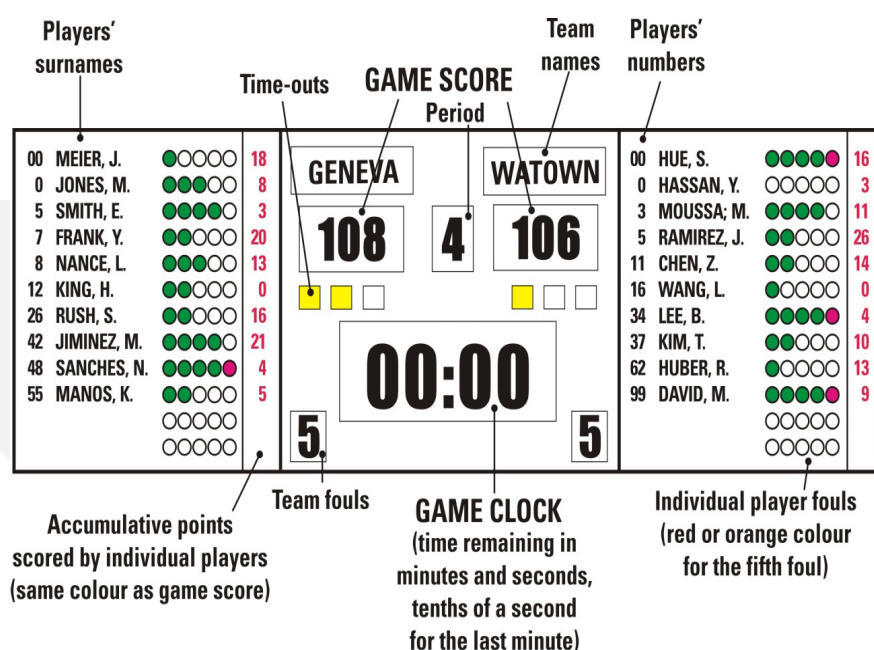 Players'
surnames
Time-outs
GAME SCORE
Period
Team
names
Players'
numbers
00 MEIER, J. 18
0 JONES, M. 8
5 SMITH, E. 3
7 FRANK, Y. 20
8 NANCE, L. 13
12 KING, H. 0
26 RUSH, S. 16
42 JIMINEZ, M. 21
48 SANCHES, N. 4
55 MANOS, K. 5
GENEVA
WATOWN
108
4
106
00:00
5
5
00 HUE, S. 16
0 HASSAN, Y. 3
3 MOUSSA; M. 11
5 RAMIREZ, J. 26
11 CHEN, Z. 14
16 WANG, L. 0
34 LEE, B. 4
37 KIM, T. 10
62 HUBER, R. 13
99 DAVID, M. 9
Accumulative points
scored by individual players
(same colour as game score)
Team fouls
GAME CLOCK
(time remaining in
minutes and seconds,
tenths of a second
for the last minute)
Individual player fouls
(red or orange colour
for the fifth foul)